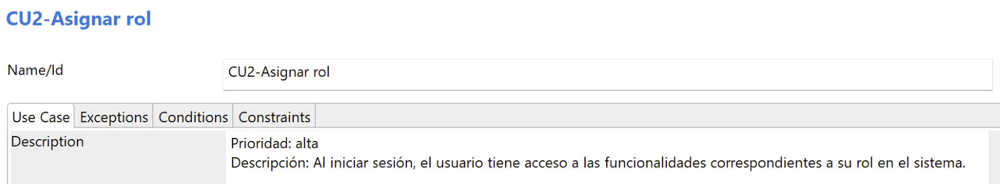 CU2-Asignar rol
Name/Id
CU2-Asignar rol
Use Case Exceptions Conditions Constraints
Description
Prioridad: alta
Descripción: Al iniciar sesión, el usuario tiene acceso a las funcionalidades correspondientes a su rol en el sistema.